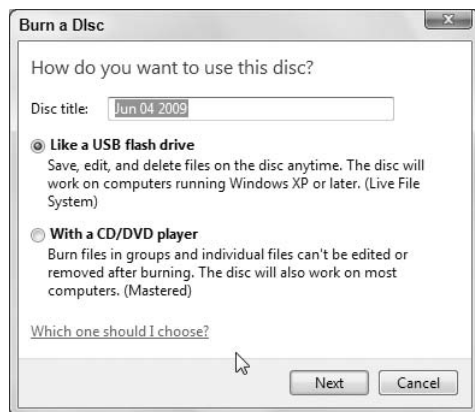 Burn a DIsc
How do you want to use this disc?
Disc title: Jun 04 2009
Like a USB flash drive
Save, edit, and delete files on the disc anytime. The disc will
work on computers running Windows XP or later. (Live File
System)
With a CD/DVD player
Burn files in groups and individual files can't be edited or
removed after burning. The disc will also work on most
computers. (Mastered)
Which one should I choose?
Next Cancel